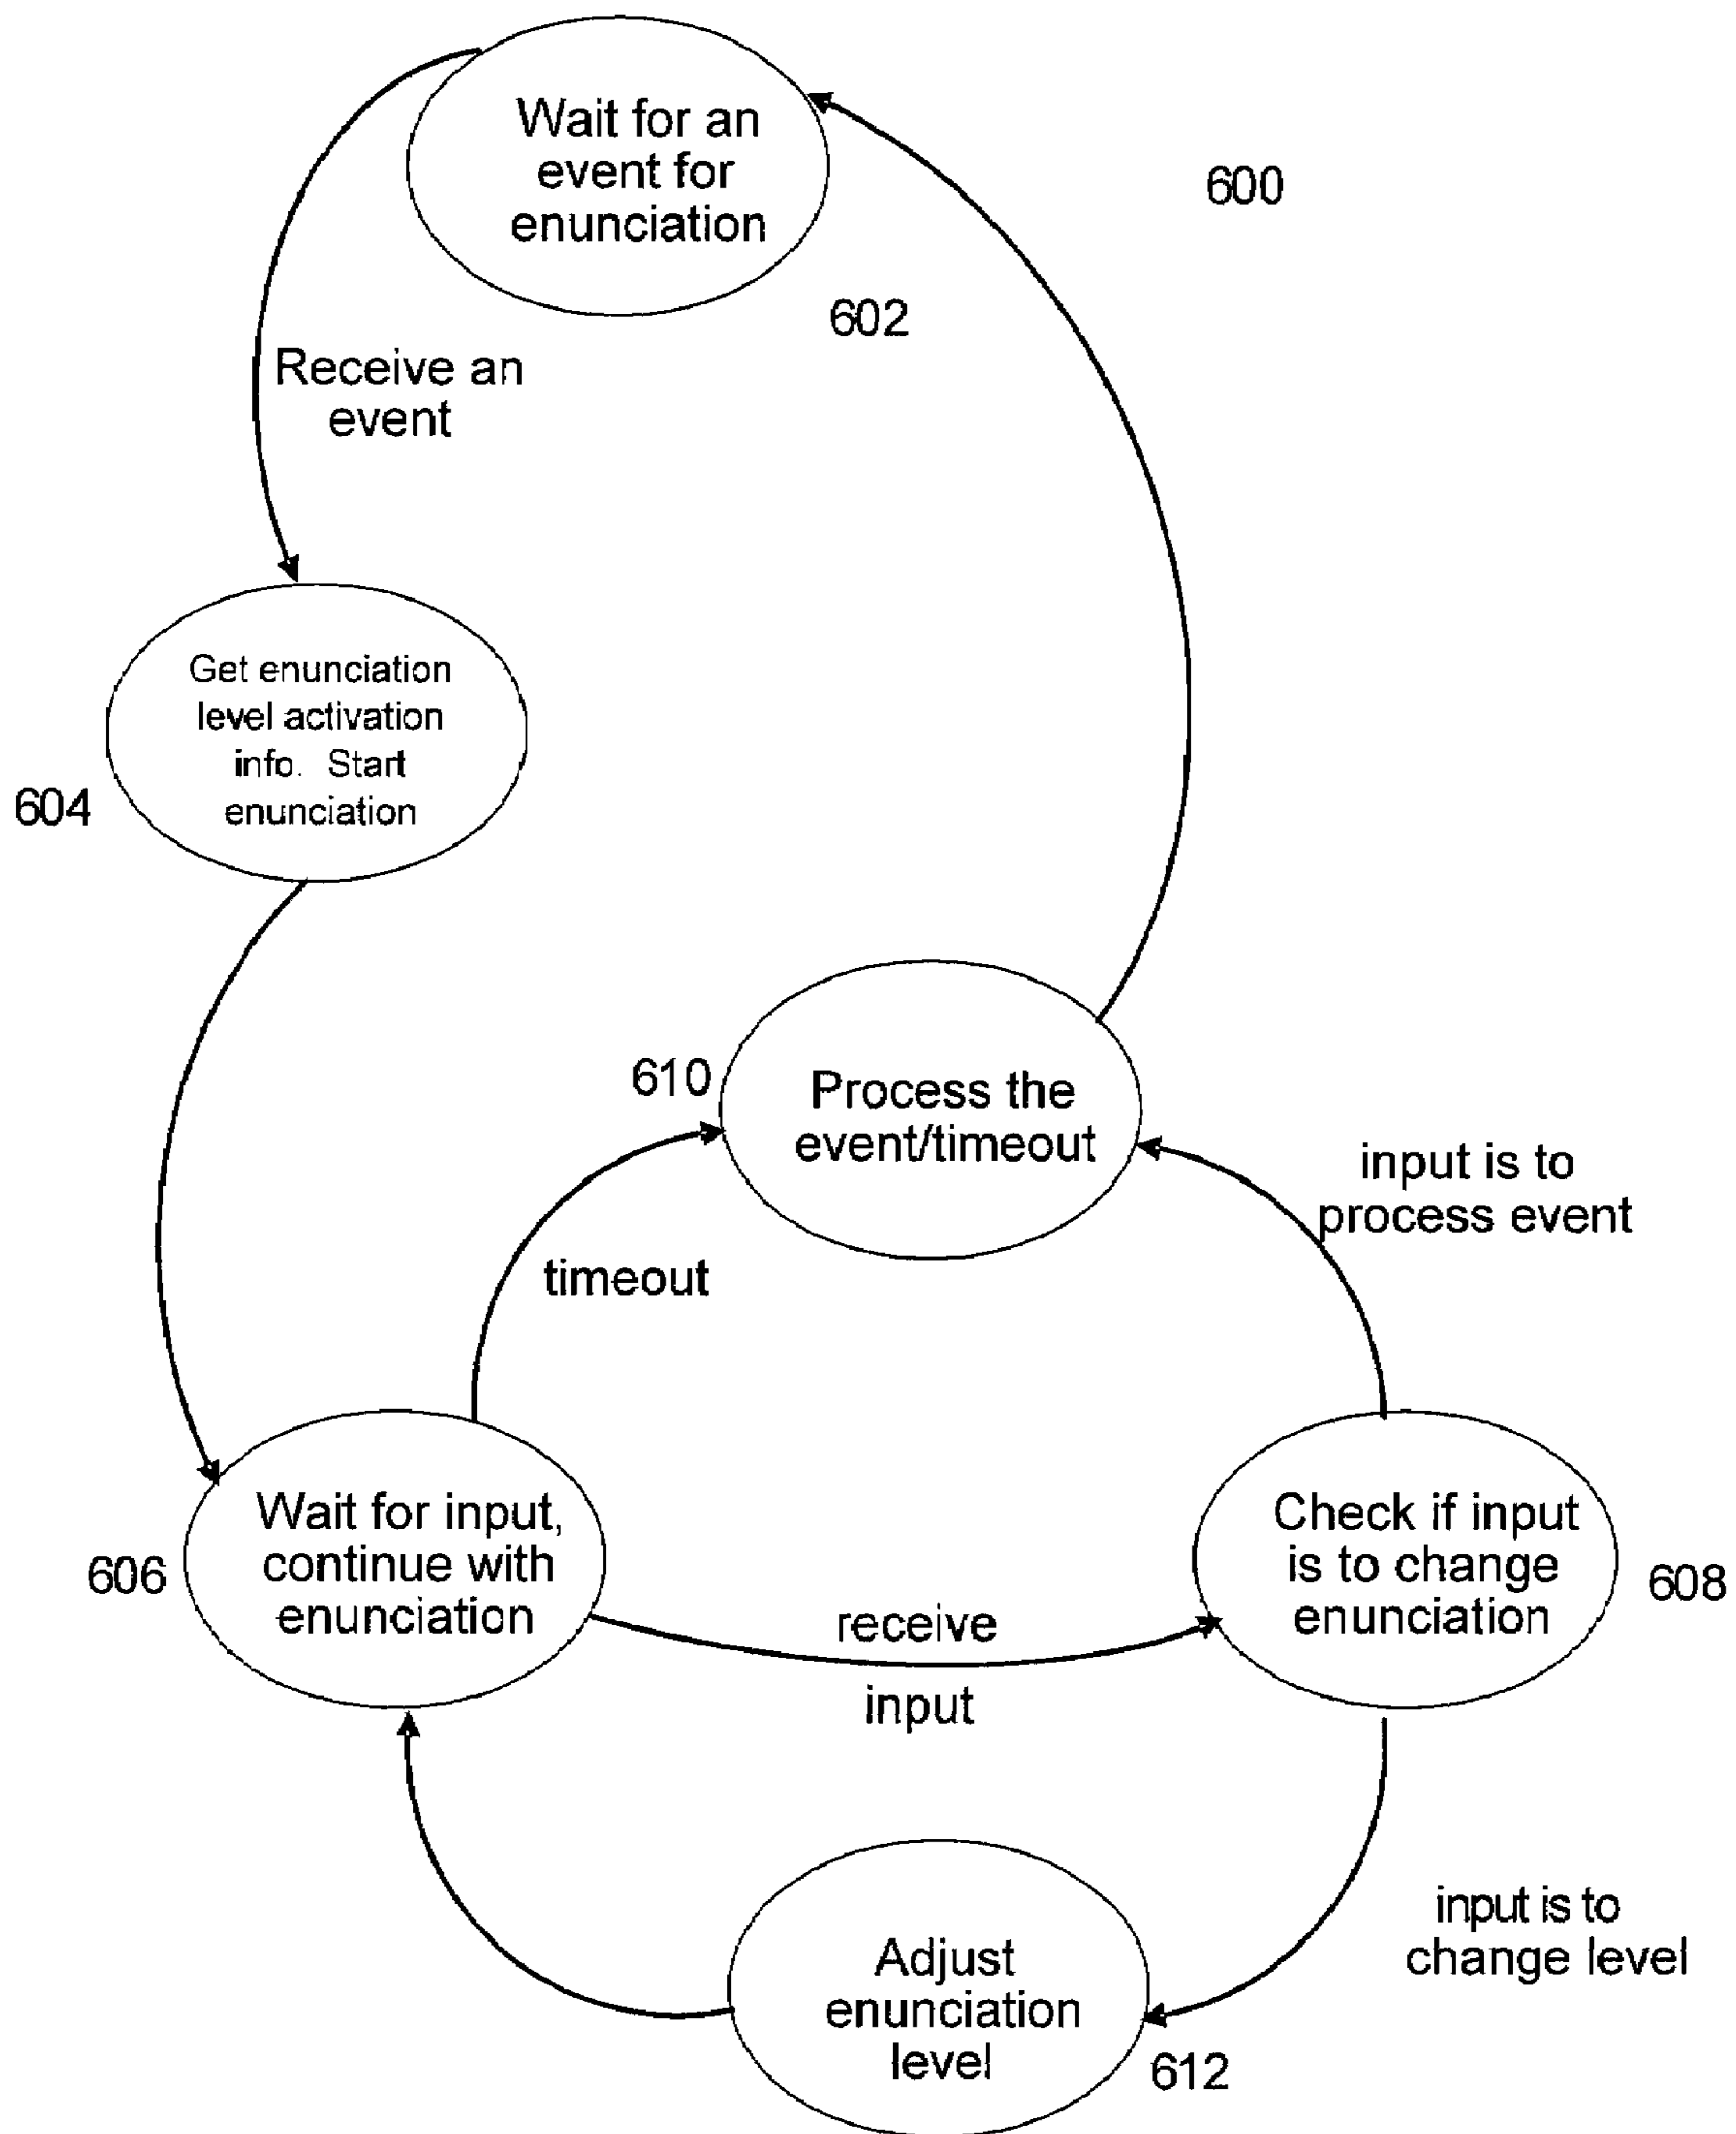 Wait for an
event for
enunciation
600
602
Receive an
event
Get enunciation
level activation
info. Start
enunciation
604
610
Process the
event/timeout
input is to
process event
timeout
Wait for input,
continue with
enunciation
606
receive
input
Check if input
is to change
enunciation
608
input is to
change level
Adjust
enunciation
level
612